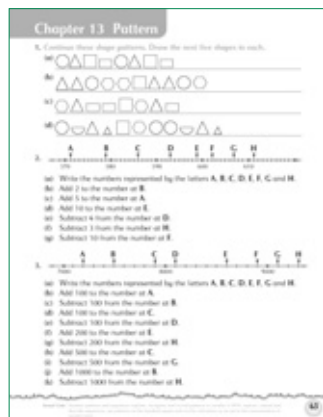 Chapter 13 Pattern
1. Continue these shape patterns. Draw the next five shapes in each.
(a)
(b)
(c)
(d)
2.
A B C D E F G H
570 580 590 600 610
(a) Write the numbers represented by the letters A, B, C, D, E, F, G and H.
(b) Add 2 to the number at B.
(c) Add 5 to the number at A.
(d) Add 10 to the number at E.
(e) Subtract 4 from the number at D.
(f) Subtract 3 from the number at H.
(g) Subtract 10 from the number at F.
3.
A B C D E F G H
(a) Write the numbers represented by the letters A, B, C, D, E, F, G and H.
(b) Add 100 to the number at A.
(c) Subtract 100 from the number at B.
(d) Add 100 to the number at C.
(e) Subtract 100 from the number at D.
(f) Add 200 to the number at E.
(g) Subtract 200 from the number at H.
(h) Add 500 to the number at C.
(i) Subtract 500 from the number at G.
(j) Add 1000 to the number at B.
(k) Subtract 1000 from the number at H.